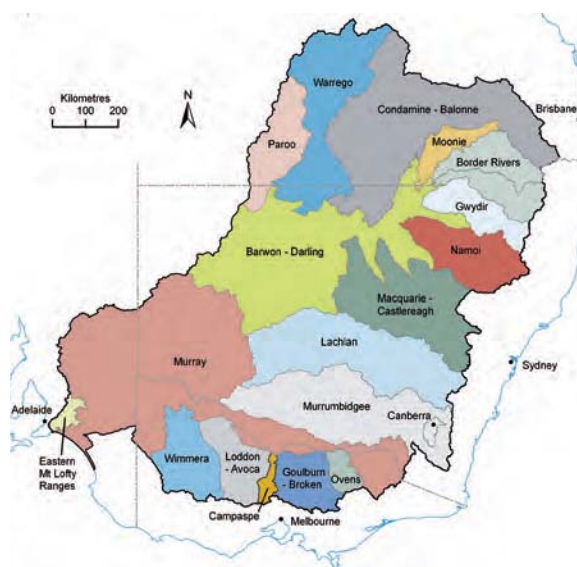 Kilometres
0 100 200
N
Warrego
Condamine - Balonne
Brisbane
Paroo
Moonie
Border Rivers
Gwydir
Barwon - Darling
Namoi
Macquarie -
Castlereagh
Lachlan
Murray
Sydney
Murrumbidgee
Canberra
Adelaide
Eastern
Mt Lofty
Ranges
Wimmera
Loddon
- Avoca
Goulburn
- Broken
Ovens
Campaspe
Melbourne